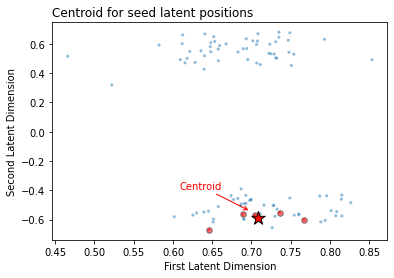 Centroid for seed latent positions
Second Latent Dimension
0.6
0.4
0.2
0.0
−0.2
−0.4
−0.6
Centroid
0.45 0.50 0.55 0.60 0.65 0.70 0.75 0.80 0.85
First Latent Dimension